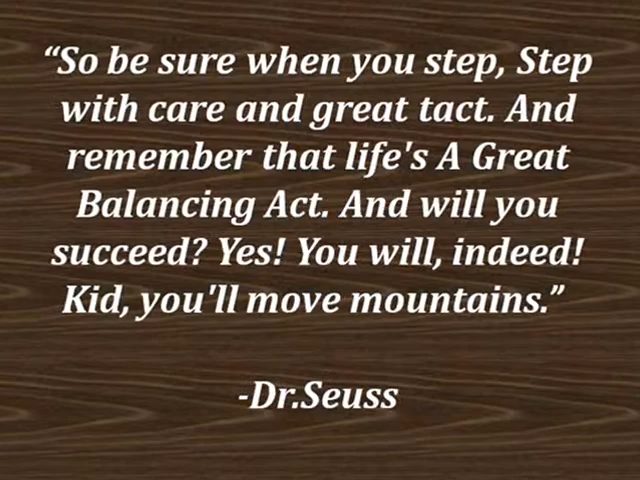 “So be sure when you step, Step
with care and great tact. And
remember that life's A Great
Balancing Act. And will you
succeed? Yes! You will, indeed!
Kid, you'll move mountains.”
-Dr.Seuss